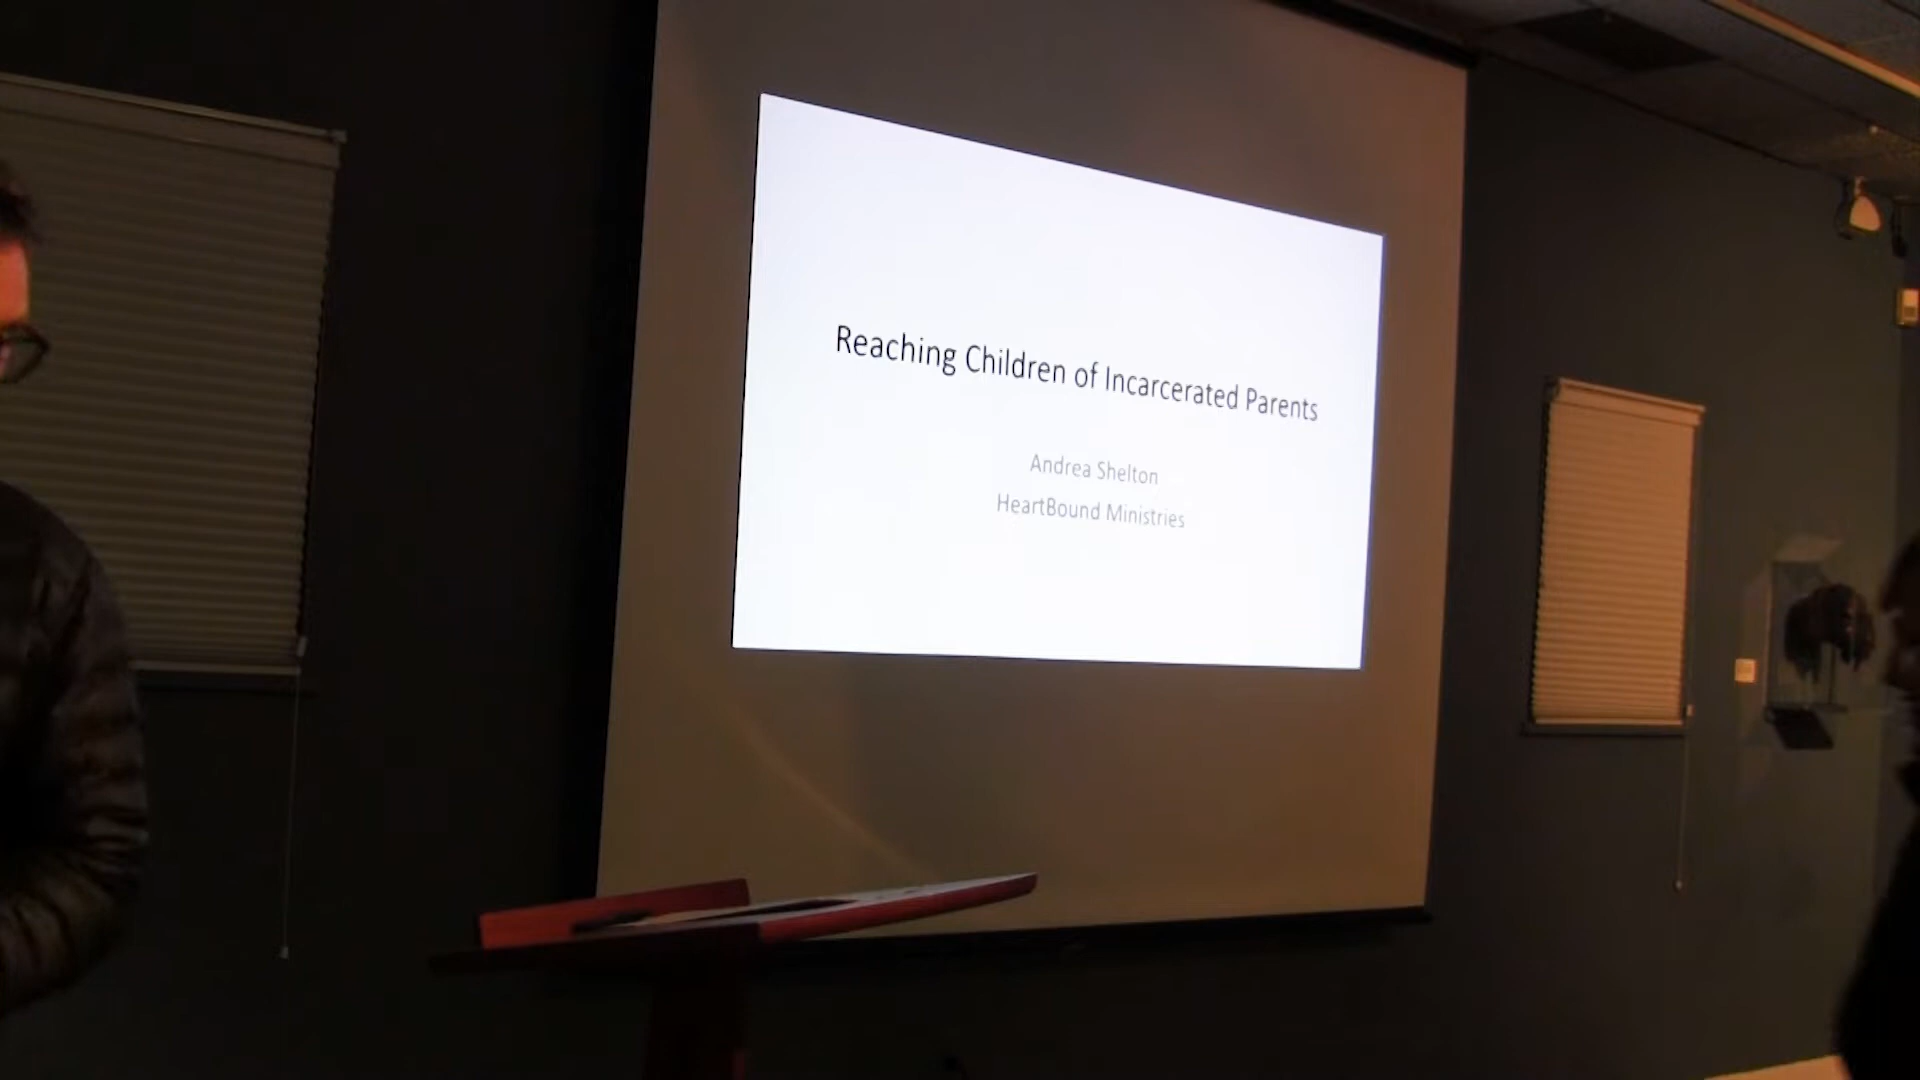 Reaching Children of Incarcerated Parents
Andrea Shelton
HeartBound Ministries